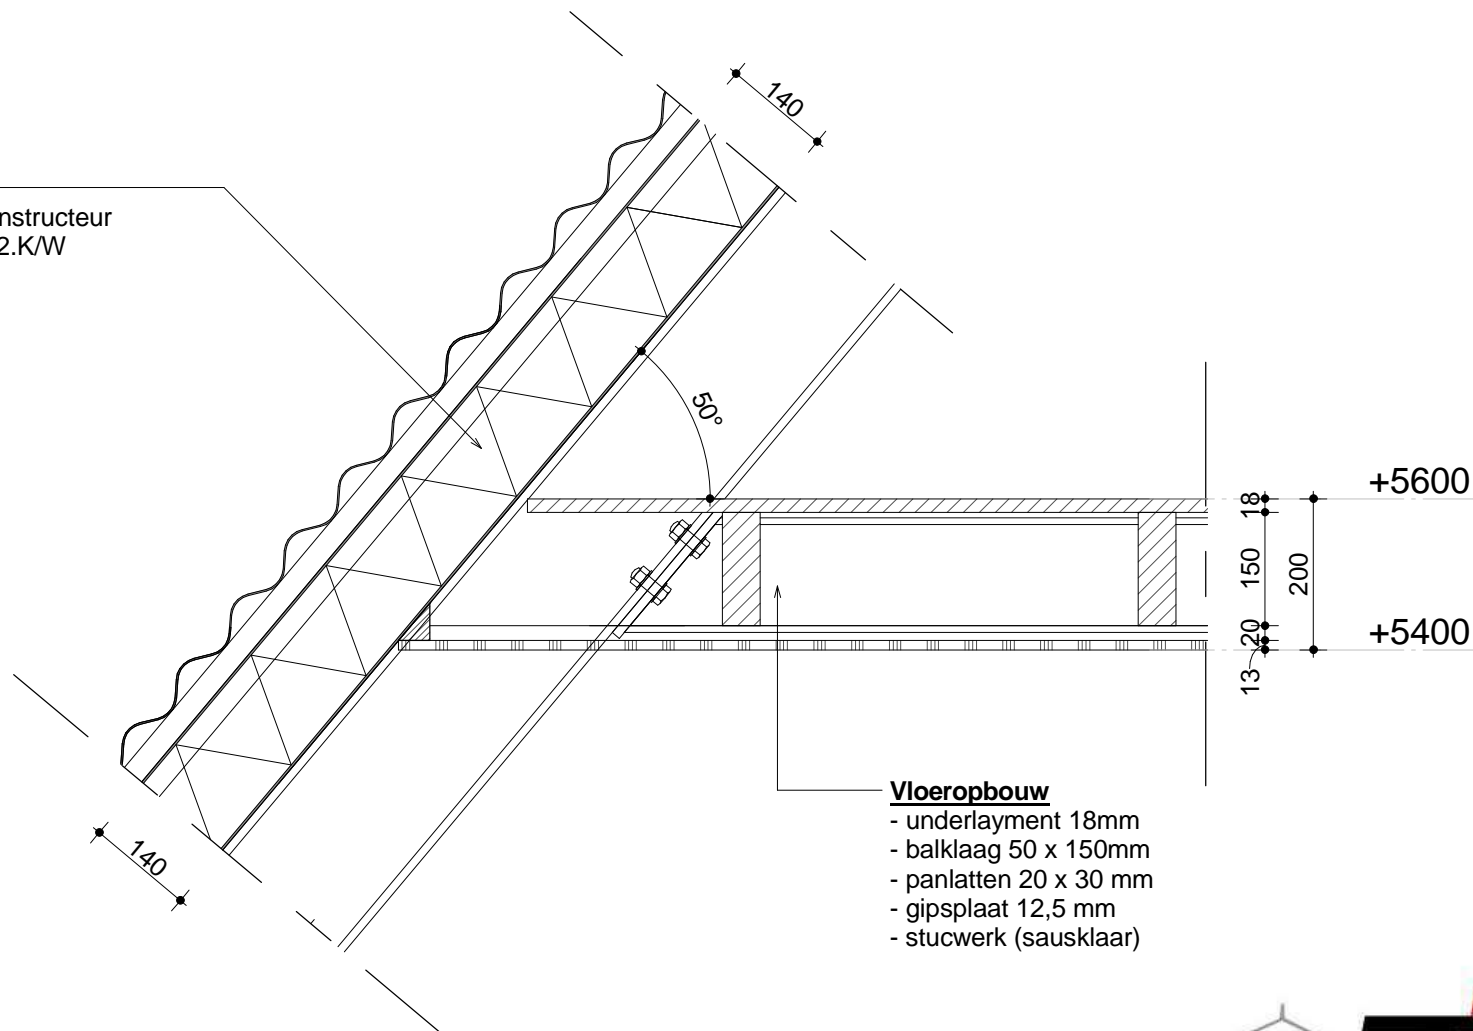 140
nstructeur
2.K/W
50°
+5600
18
150
200
20
+5400
13
140
Vloeropbouw
- underlayment 18mm
- balklaag 50 x 150mm
- panlatten 20 x 30 mm
- gipsplaat 12,5 mm
- stucwerk (sausklaar)